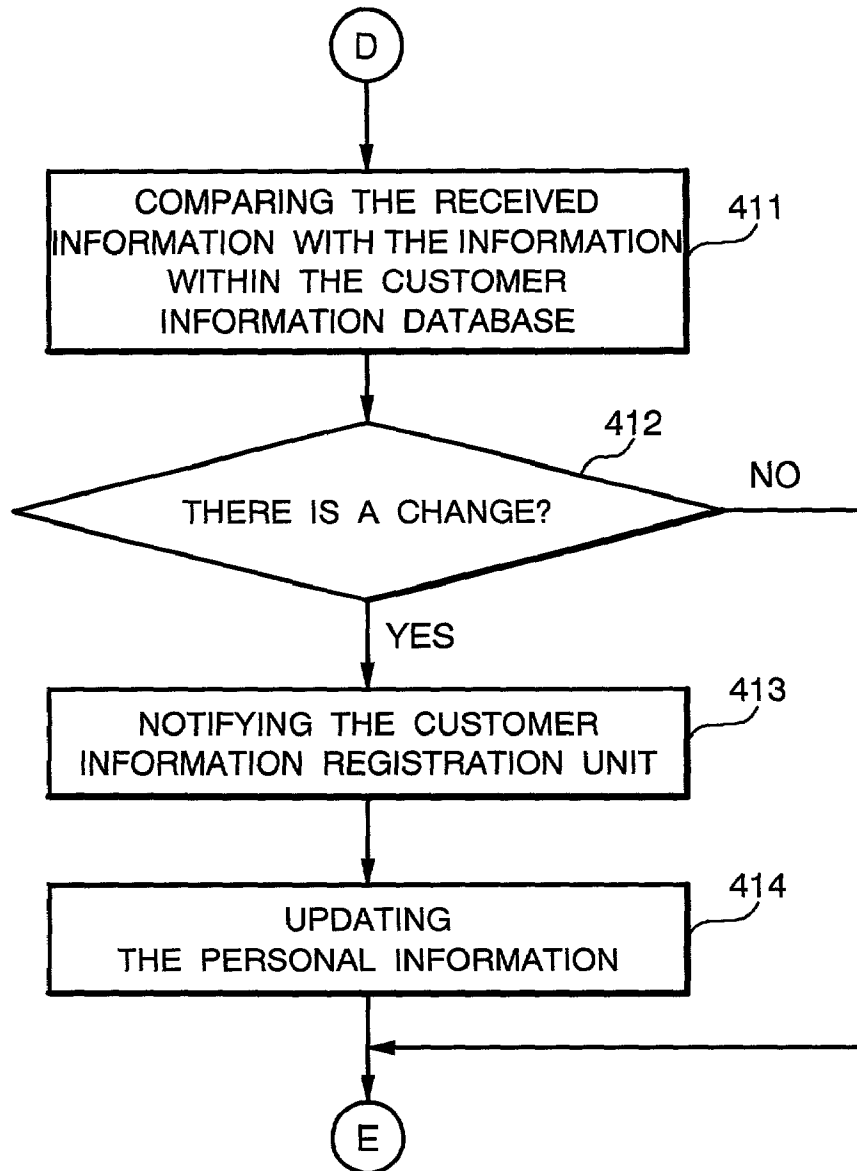 D
COMPARING THE RECEIVED
INFORMATION WITH THE INFORMATION
WITHIN THE CUSTOMER
INFORMATION DATABASE
411
THERE IS A CHANGE?
412
NO
YES
NOTIFYING THE CUSTOMER
INFORMATION REGISTRATION UNIT
413
UPDATING
THE PERSONAL INFORMATION
414
E